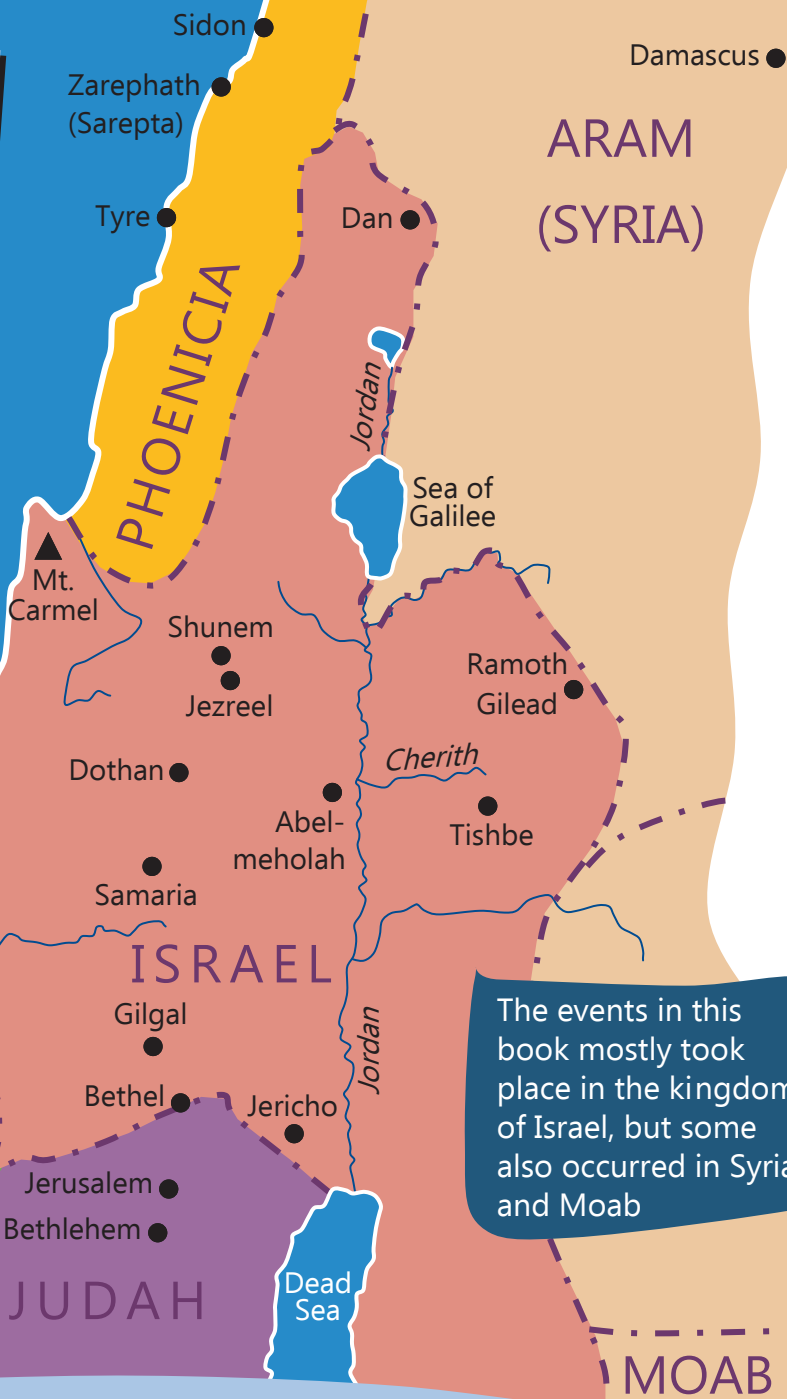 Sidon
Damascus
Zarephath
(Sarepta)
ARAM
(SYRIA)
Tyre
Dan
PHOENICIA
Jordan
Sea of
Galilee
Mt.
Carmel
Shunem
Jezreel
Ramoth
Gilead
Dothan
Cherith
Abel-
meholah
Tishbe
Samaria
ISRAEL
Gilgal
Jordan
The events in this
book mostly took
place in the kingdom
of Israel, but some
also occurred in Syria
and Moab
Bethel
Jericho
Jerusalem
Bethlehem
JUDAH
Dead
Sea
MOAB